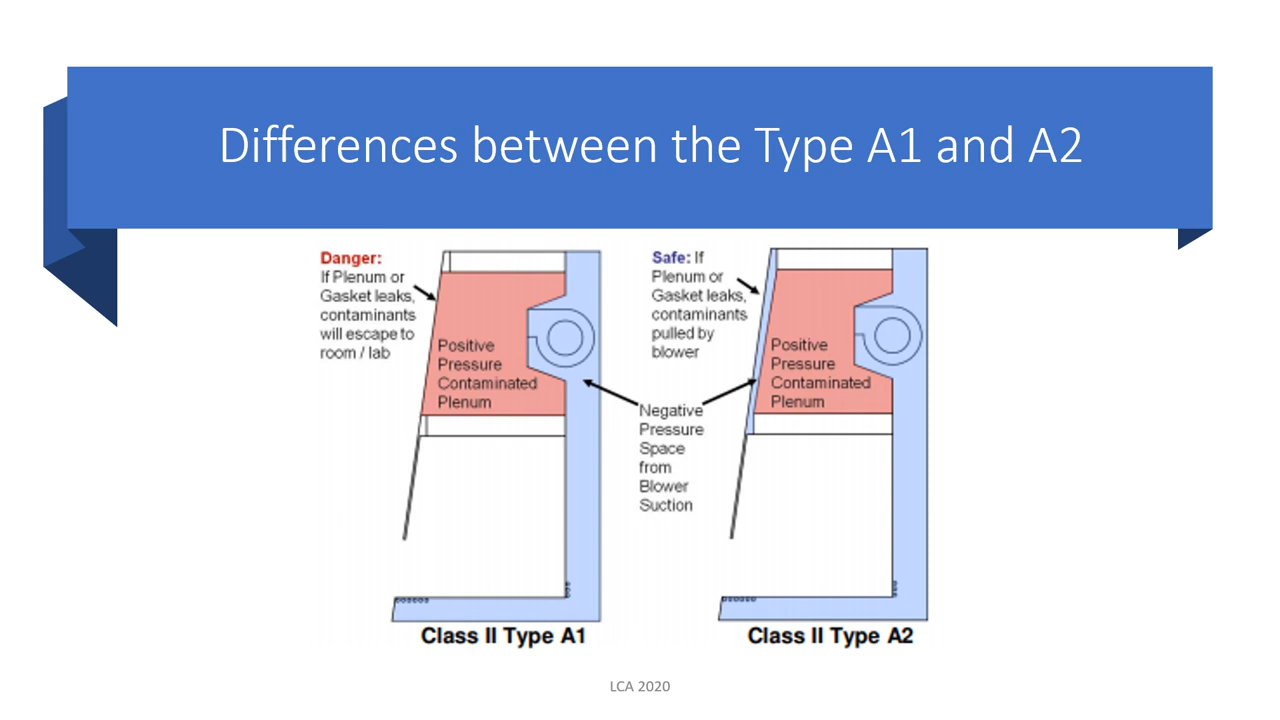 Differences between the Type A1 and A2
Danger:
If Plenum or
Gasket leaks,
contaminants
will escape to
room / lab
Positive
Pressure
Contaminated
Plenum
Safe: If
Plenum or
Gasket leaks,
contaminants
pulled by
blower
Positive
Pressure
Contaminated
Plenum
Negative
Pressure
Space
from
Blower
Suction
Class II Type A1
Class II Type A2
LCA 2020